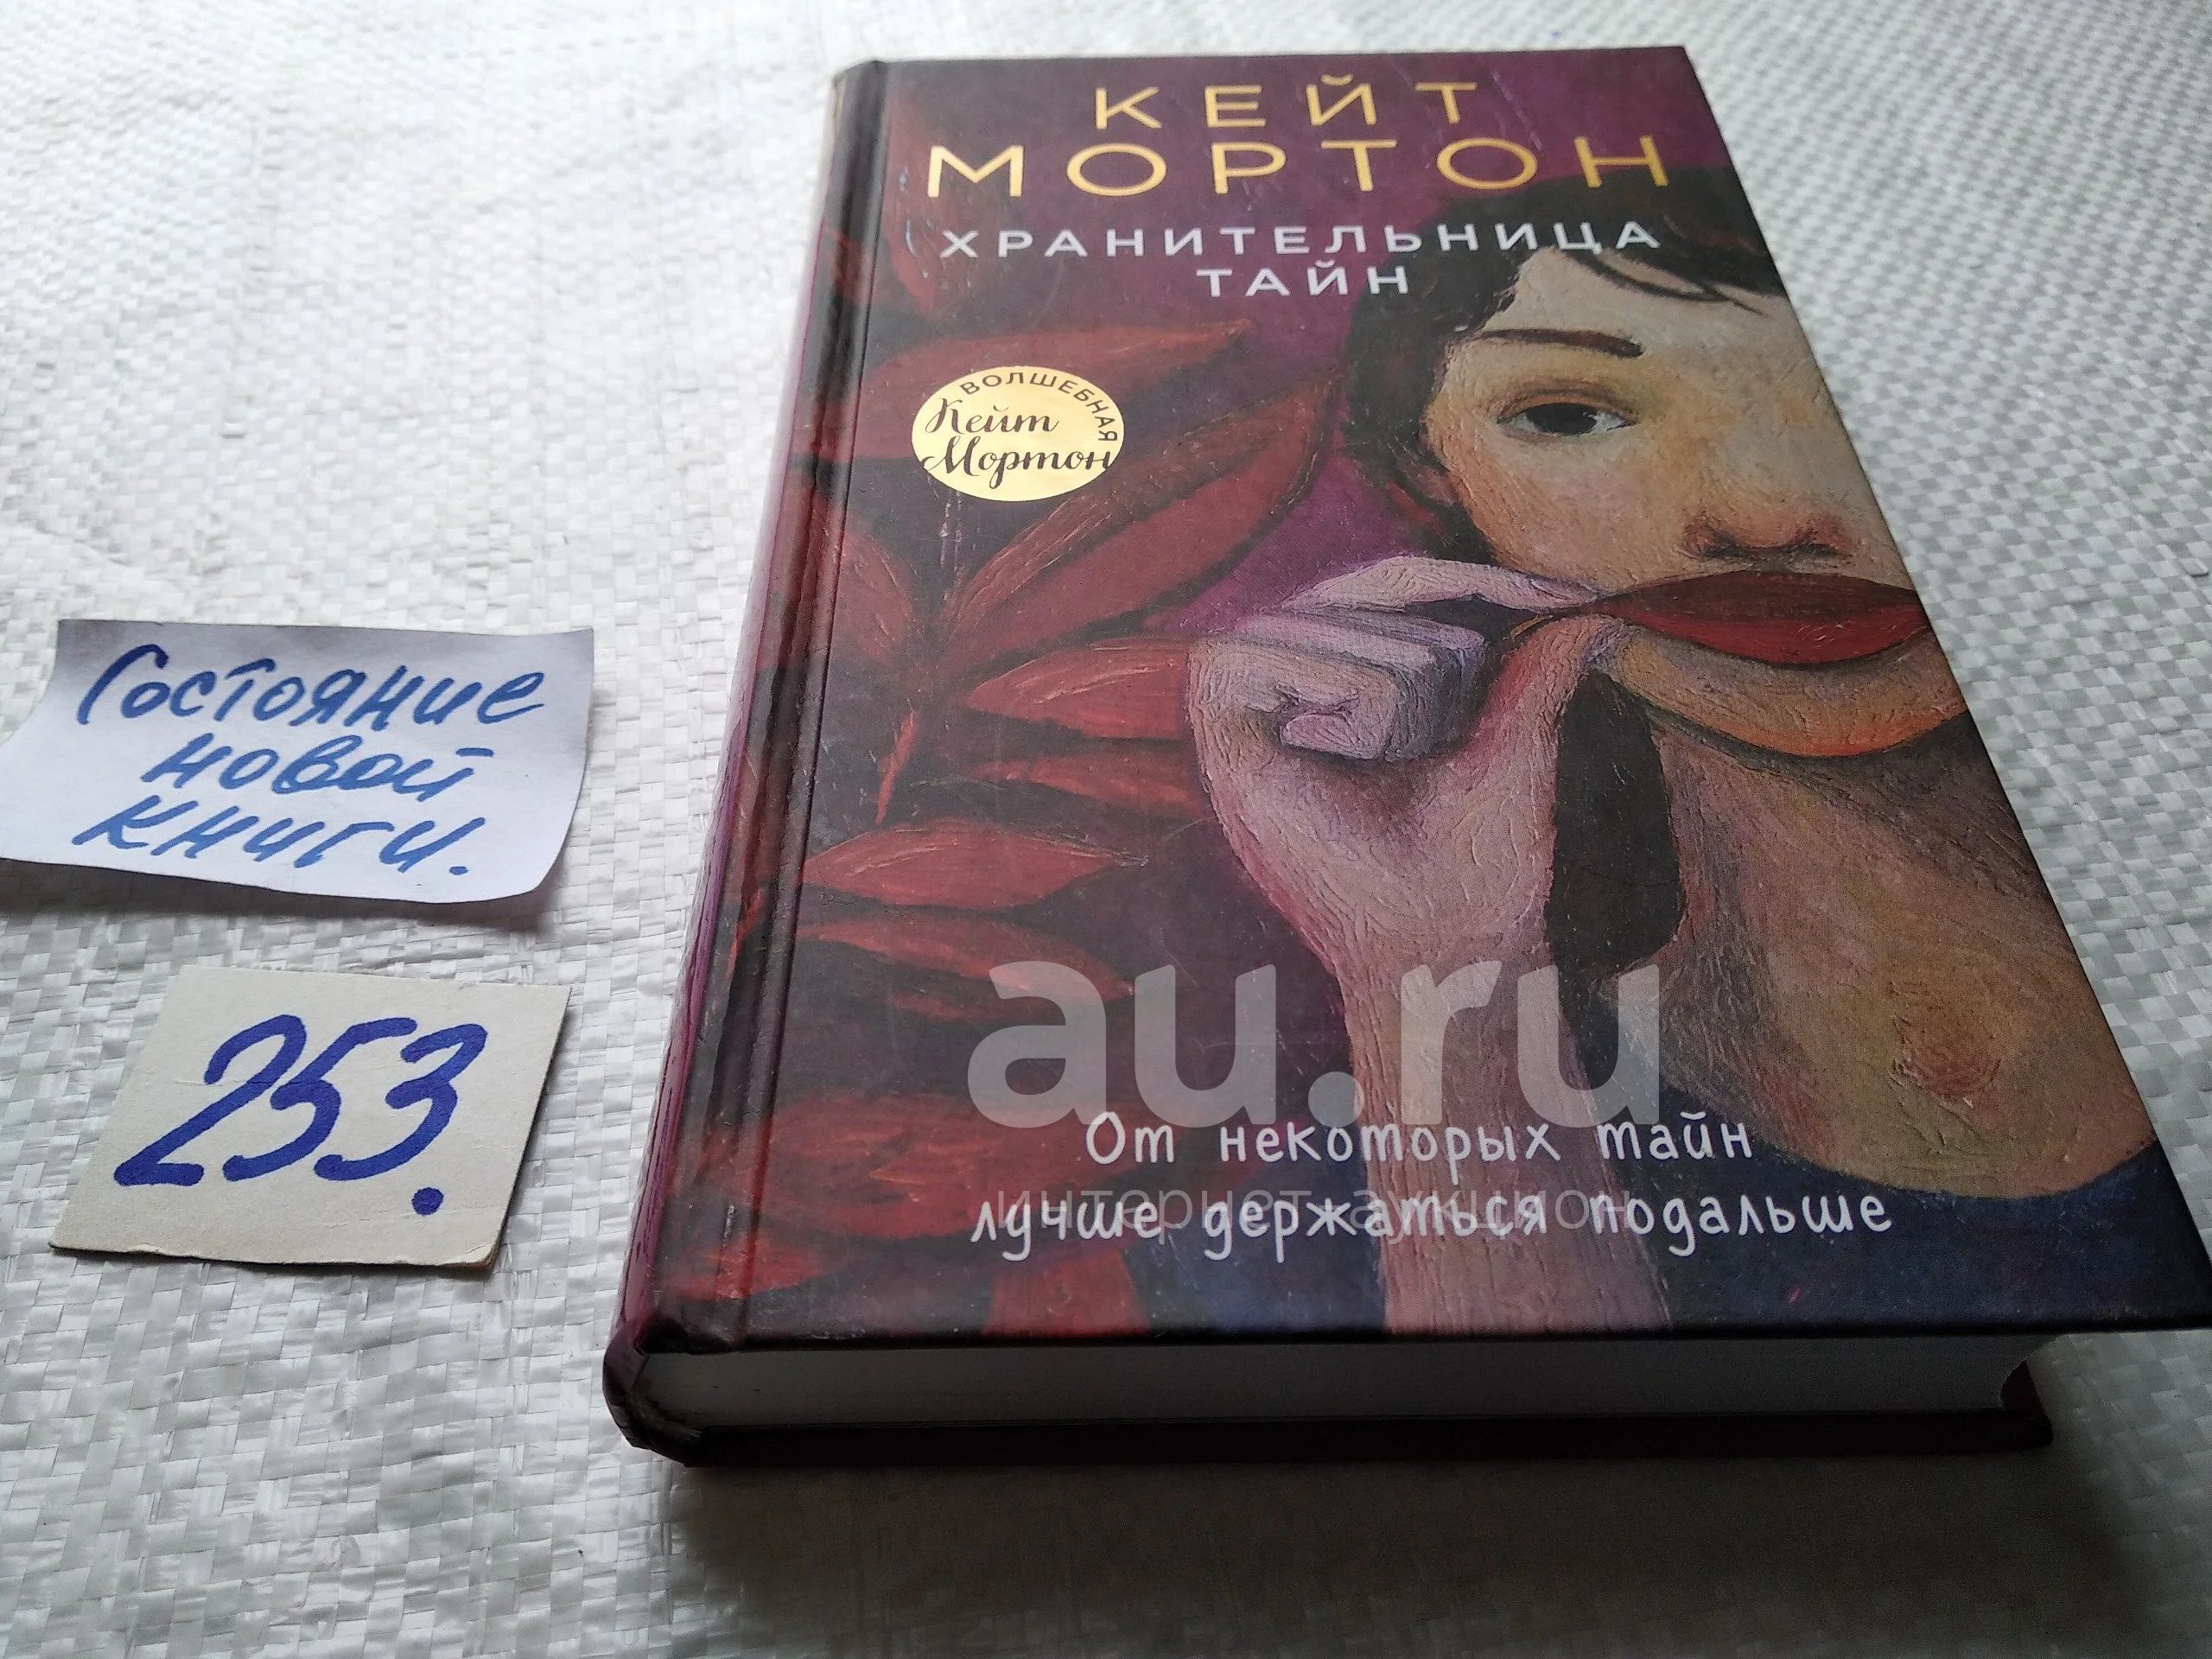 КЕЙТ
МОРТОН
ХРАНИТЕЛЬНИЦА
ТАЙН
ВОЛШЕБНАЯ
Кейт
Мортон
Состояние
новой
книги.
253.
au.ru
От некоторых тайн
интернет аукцион
лучше держаться подальше